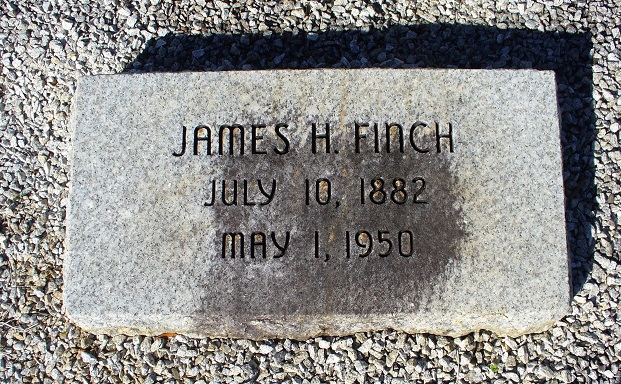 JAMES H. FINCH
JULY 10, 1882
MAY 1, 1950